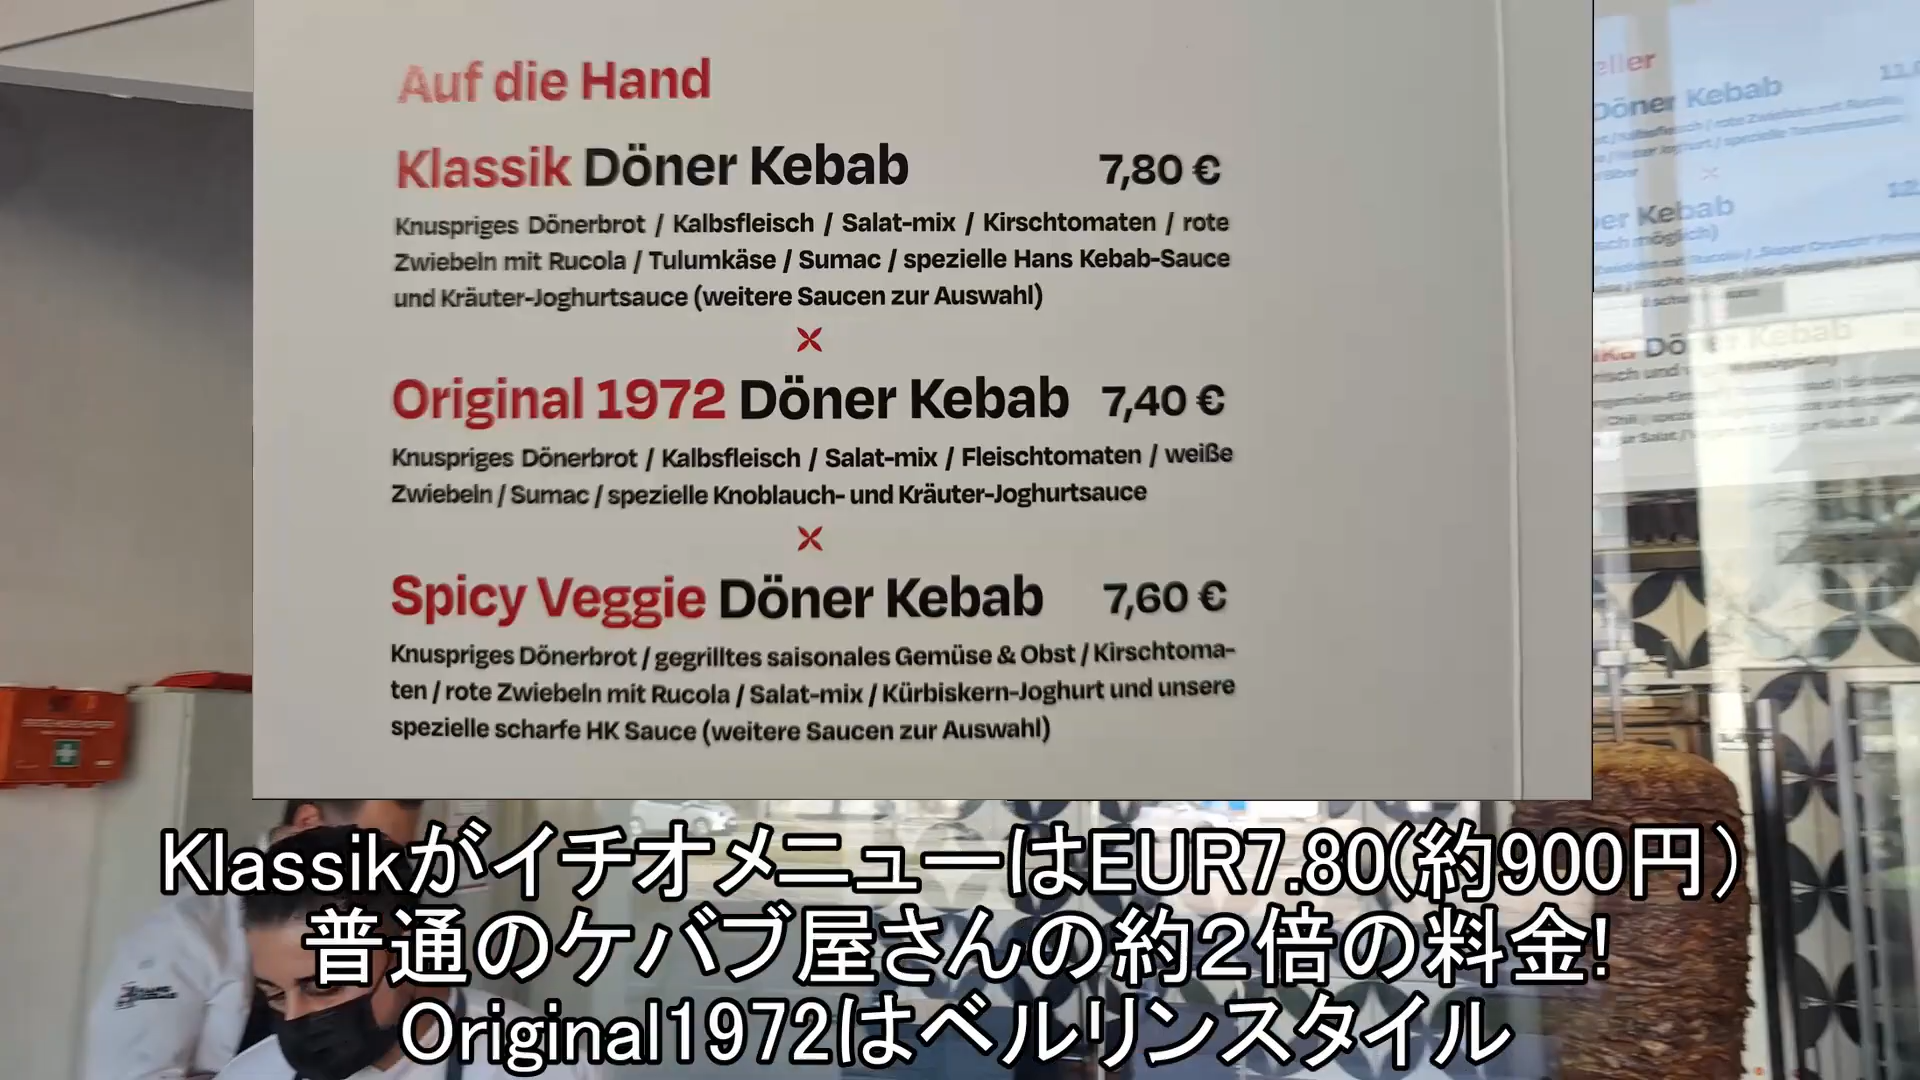 Auf die Hand
Klassik Döner Kebab 7,80 €
Knuspriges Dönerbrot / Kalbsfleisch / Salat-mix / Kirschtomaten / rote
Zwiebeln mit Rucola / Tulumkäse / Sumac / spezielle Hans Kebab-Sauce
und Kräuter-Joghurtsauce (weitere Saucen zur Auswahl)
Original 1972 Döner Kebab 7,40 €
Knuspriges Dönerbrot / Kalbsfleisch / Salat-mix / Fleischtomaten / weiße
Zwiebeln / Sumac / spezielle Knoblauch- und Kräuter-Joghurtsauce
Spicy Veggie Döner Kebab 7,60 €
Knuspriges Dönerbrot / gegrilltes saisonales Gemüse & Obst / Kirschtoma-
ten / rote Zwiebeln mit Rucola / Salat-mix / Kürbiskern-Joghurt und unsere
spezielle scharfe HK Sauce (weitere Saucen zur Auswahl)
Döner Kebab
Kebab
KlassikがイチオメニューはEUR7.80(約900円)
普通のケバブ屋さんの約2倍の料金!
Original1972はベルリンスタイル